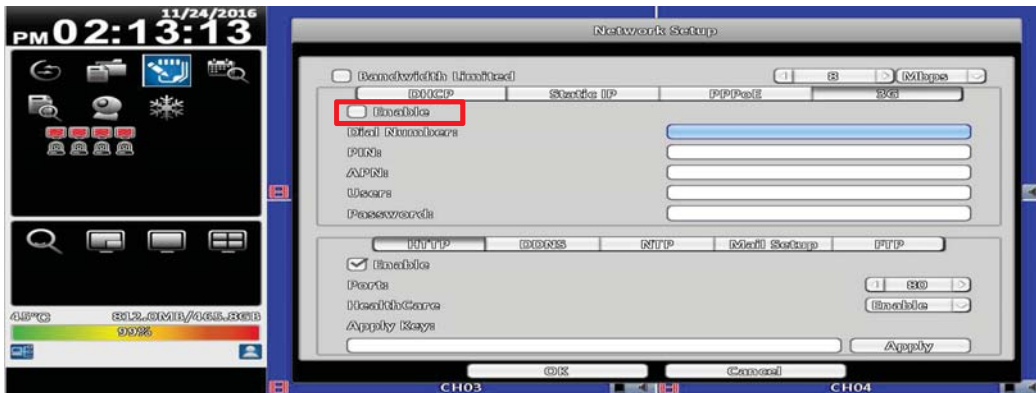 11/24/2016
PM 02:13:13
Network Setup
Bandwidth Limited 8 Mbps
DHCP Static IP PPPoE 3G
Enable
Dial Number:
PIN:
APN:
User:
Password:
HTTP DDNS NTP Mail Setup FTP
Enable
Port: 80
HealthCare Enable
Apply Key:
Apply
45°C 812.0MB/465.8GB
99%
OK Cancel
CH03 CH04